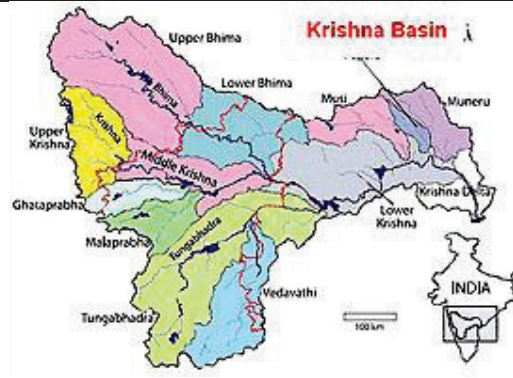 Krishna Basin
Upper Bhima
Bhima
Lower Bhima
Musi
Muneru
Upper
Krishna
Krishna
Middle Krishna
Ghataprabha
Krishna Delta
Malaprabha
Tungabhadra
Lower
Krishna
Vedavathi
Tungabhadra
INDIA
100 km